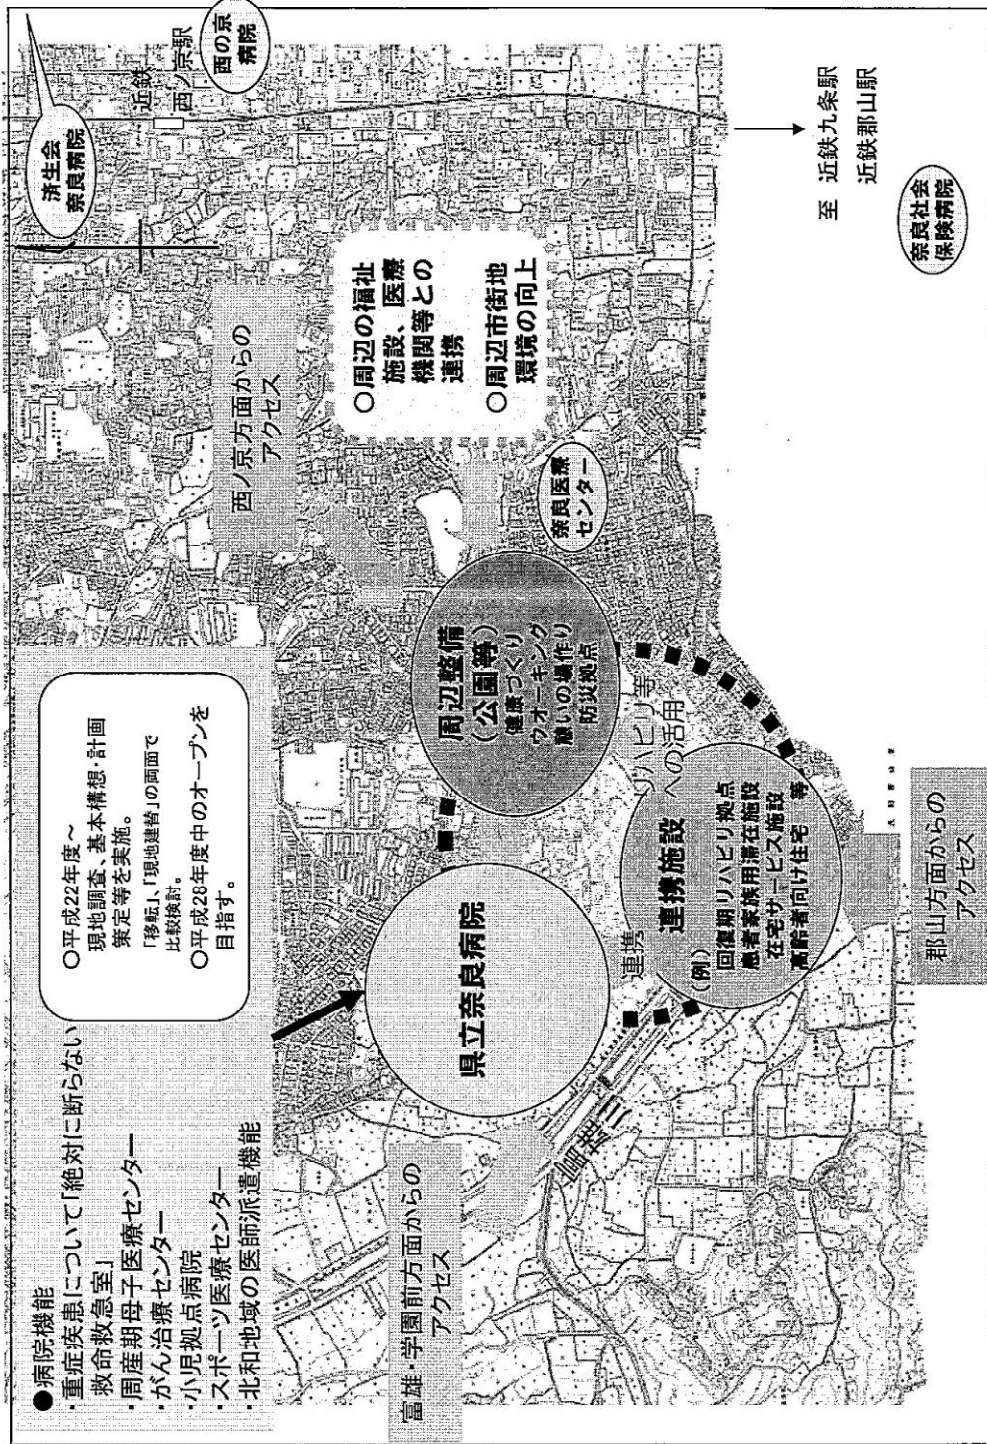 ●病院機能
・重症疾患について「絶対に断らない
救命救急室」
・周産期母子医療センター
・がん治療センター
・小児拠点病院
・スポーツ医療センター
・北和地域の医師派遣機能
○平成22年度～
現地調査、基本構想・計画
策定等を実施。
「移転」、「現地建替」の両面で
比較検討。
○平成28年度中のオープンを
目指す。
済生会
奈良病院
近鉄
西ノ京駅
西の京
病院
西ノ京方面からの
アクセス
○周辺の福祉
施設、医療
機関等との
連携
○周辺市街地
環境の向上
富雄・学園前方面からの
アクセス
県立奈良病院
周辺整備
(公園等)
健康づくり
ウオーキング
憩いの場作り
防災拠点
奈良医療
センター
連携
リハビリ等
への活用
連携施設
(例)
回復期リハビリ拠点
患者家族用滞在施設
在宅サービス施設
高齢者向け住宅 等
至 近鉄九条駅
近鉄郡山駅
奈良社会
保険病院
郡山方面からの
アクセス